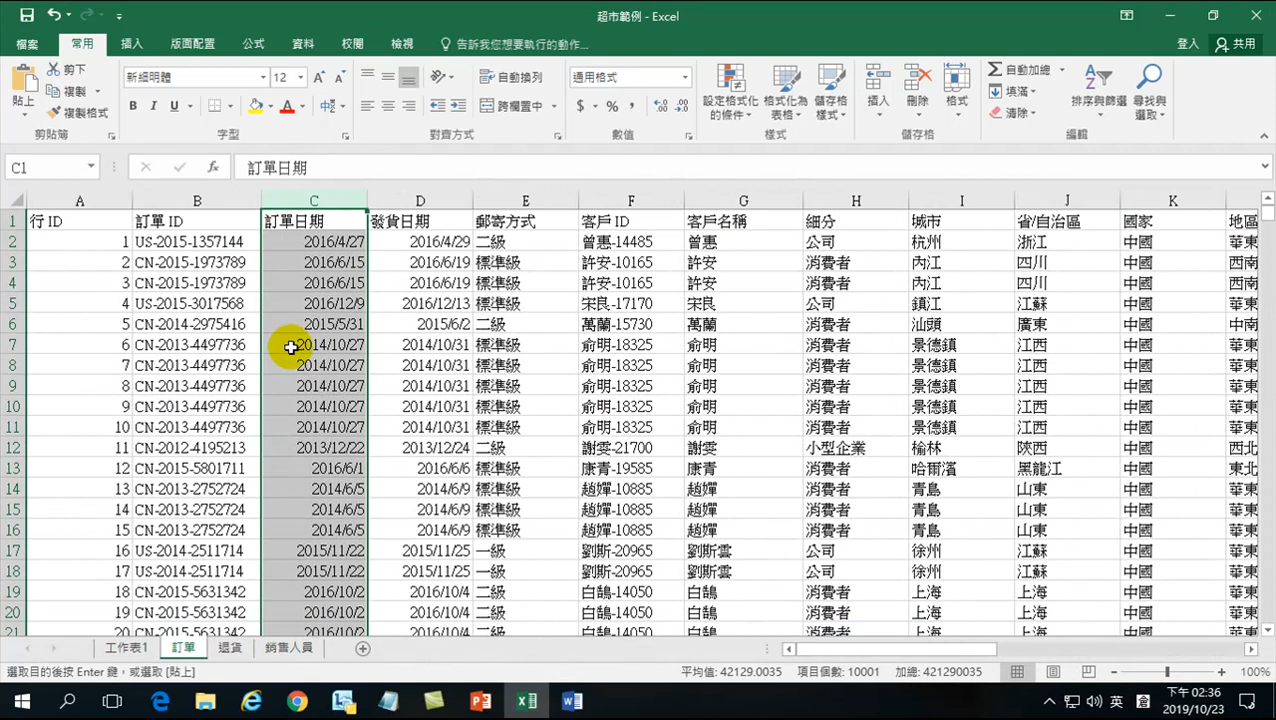 超市範例 - Excel
檔案 常用 插入 版面配置 公式 資料 校閱 檢視 告訴我您想要執行的動作... 登入 共用
貼上 剪下 複製 複製格式 剪貼簿
新細明體 12 B I U A 中 字型
自動換列 跨欄置中 對齊方式
通用格式 $ % , 數值
設定格式化的條件 格式化為表格 儲存格樣式 樣式
插入 刪除 格式 儲存格
自動加總 填滿 清除 排序與篩選 尋找與選取 編輯
C1 fx 訂單日期
A B C D E F G H I J K
1 行 ID 訂單 ID 訂單日期 發貨日期 郵寄方式 客戶 ID 客戶名稱 細分 城市 省/自治區 國家 地區
2 1 US-2015-1357144 2016/4/27 2016/4/29 二級 曾惠-14485 曾惠 公司 杭州 浙江 中國 華東
3 2 CN-2015-1973789 2016/6/15 2016/6/19 標準級 許安-10165 許安 消費者 內江 四川 中國 西南
4 3 CN-2015-1973789 2016/6/15 2016/6/19 標準級 許安-10165 許安 消費者 內江 四川 中國 西南
5 4 US-2015-3017568 2016/12/9 2016/12/13 標準級 宋良-17170 宋良 公司 鎮江 江蘇 中國 華東
6 5 CN-2014-2975416 2015/5/31 2015/6/2 二級 萬蘭-15730 萬蘭 消費者 汕頭 廣東 中國 中南
7 6 CN-2013-4497736 2014/10/27 2014/10/31 標準級 俞明-18325 俞明 消費者 景德鎮 江西 中國 華東
8 7 CN-2013-4497736 2014/10/27 2014/10/31 標準級 俞明-18325 俞明 消費者 景德鎮 江西 中國 華東
9 8 CN-2013-4497736 2014/10/27 2014/10/31 標準級 俞明-18325 俞明 消費者 景德鎮 江西 中國 華東
10 9 CN-2013-4497736 2014/10/27 2014/10/31 標準級 俞明-18325 俞明 消費者 景德鎮 江西 中國 華東
11 10 CN-2013-4497736 2014/10/27 2014/10/31 標準級 俞明-18325 俞明 消費者 景德鎮 江西 中國 華東
12 11 CN-2012-4195213 2013/12/22 2013/12/24 二級 謝雯-21700 謝雯 小型企業 榆林 陝西 中國 西北
13 12 CN-2015-5801711 2016/6/1 2016/6/6 標準級 康青-19585 康青 消費者 哈爾濱 黑龍江 中國 東北
14 13 CN-2013-2752724 2014/6/5 2014/6/9 標準級 趙嬋-10885 趙嬋 消費者 青島 山東 中國 華東
15 14 CN-2013-2752724 2014/6/5 2014/6/9 標準級 趙嬋-10885 趙嬋 消費者 青島 山東 中國 華東
16 15 CN-2013-2752724 2014/6/5 2014/6/9 標準級 趙嬋-10885 趙嬋 消費者 青島 山東 中國 華東
17 16 US-2014-2511714 2015/11/22 2015/11/25 一級 劉斯-20965 劉斯雲 公司 徐州 江蘇 中國 華東
18 17 US-2014-2511714 2015/11/22 2015/11/25 一級 劉斯-20965 劉斯雲 公司 徐州 江蘇 中國 華東
19 18 CN-2015-5631342 2016/10/2 2016/10/4 二級 白鵠-14050 白鵠 消費者 上海 上海 中國 華東
20 19 CN-2015-5631342 2016/10/2 2016/10/4 二級 白鵠-14050 白鵠 消費者 上海 上海 中國 華東
21 20 CN-2015-5631342 2016/10/2 2016/10/4 二級 白鵠-14050 白鵠 消費者 上海 上海 中國 華東
工作表1 訂單 退貨 銷售人員
選取目的後按 Enter 鍵，或選取 [貼上] 平均值: 42129.0035 項目個數: 10001 加總: 421290035 100%
英 下午 02:36
2019/10/23